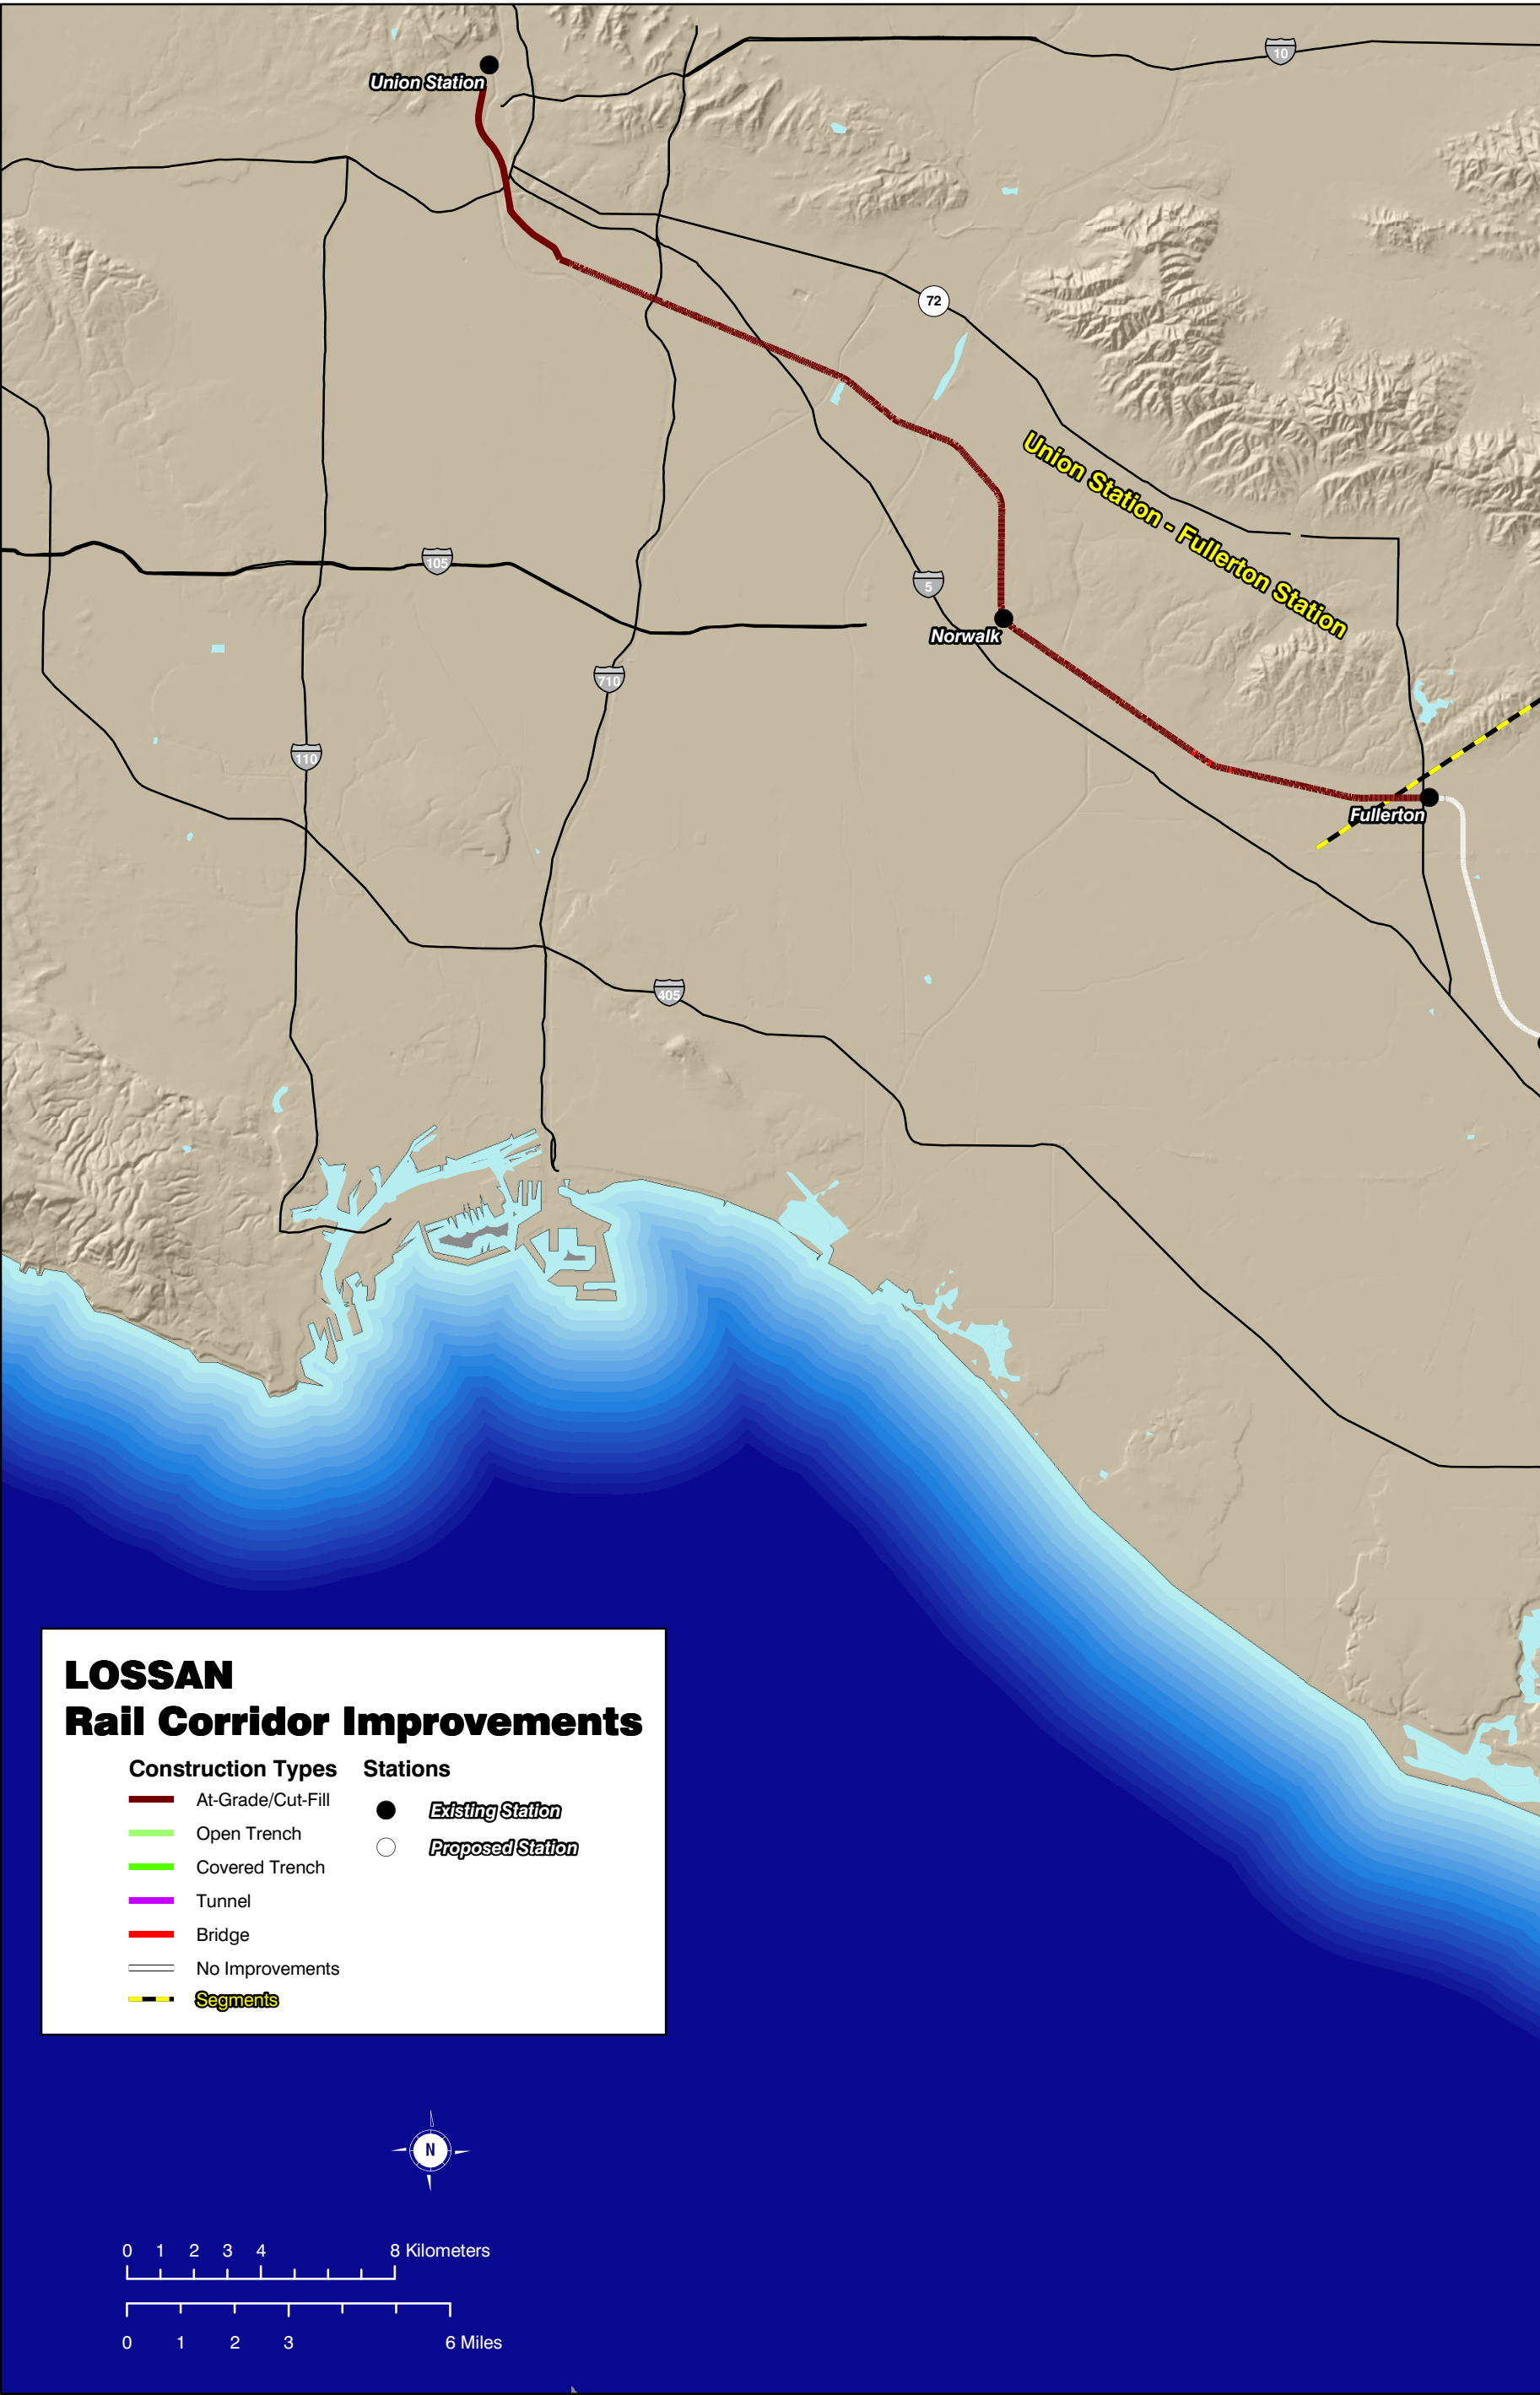 10
Union Station
72
Union Station - Fullerton Station
105
5
Norwalk
710
110
Fullerton
405
LOSSAN
Rail Corridor Improvements
Construction Types
Stations
At-Grade/Cut-Fill
Existing Station
Open Trench
Proposed Station
Covered Trench
Tunnel
Bridge
No Improvements
Segments
N
0 1 2 3 4 8 Kilometers
0 1 2 3 6 Miles